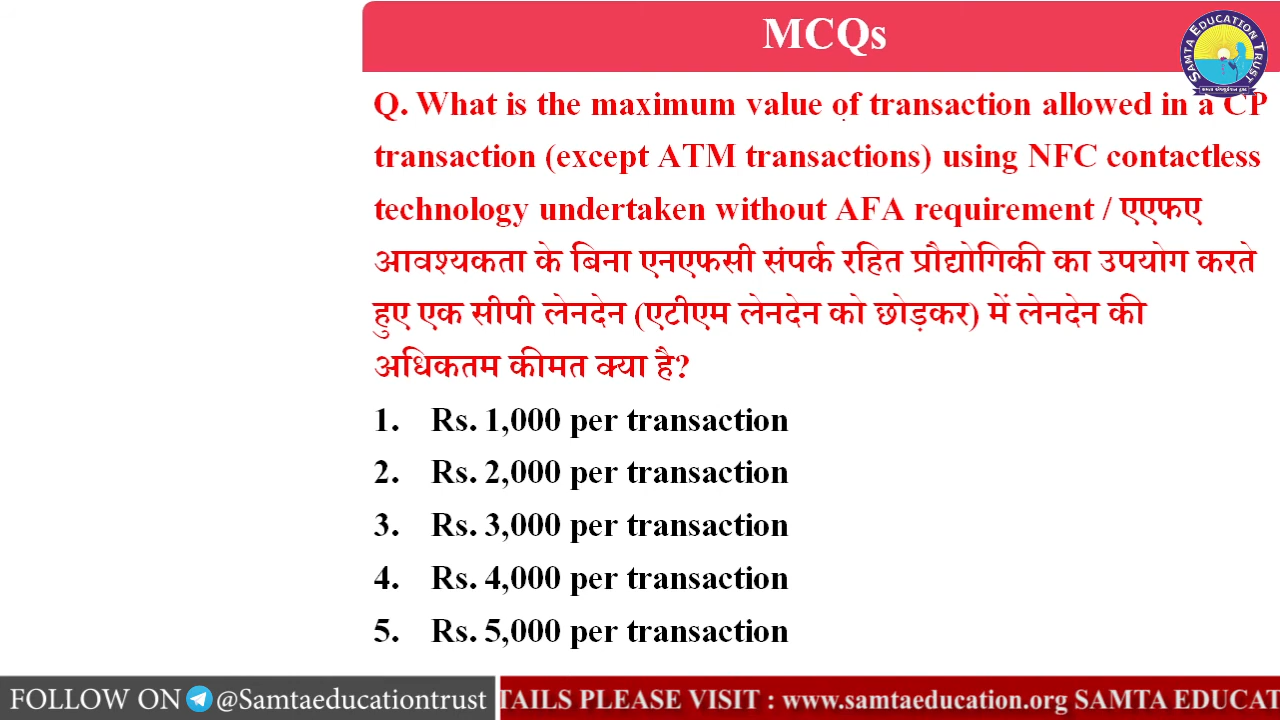 MCQs
SAMTA EDUCATION TRUST
Q. What is the maximum value of transaction allowed in a CP
transaction (except ATM transactions) using NFC contactless
technology undertaken without AFA requirement / एएफए
आवश्यकता के बिना एनएफसी संपर्क रहित प्रौद्योगिकी का उपयोग करते
हुए एक सीपी लेनदेन (एटीएम लेनदेन को छोड़कर) में लेनदेन की
अधिकतम कीमत क्या है?
1. Rs. 1,000 per transaction
2. Rs. 2,000 per transaction
3. Rs. 3,000 per transaction
4. Rs. 4,000 per transaction
5. Rs. 5,000 per transaction
FOLLOW ON @Samtaeducationtrust TAILS PLEASE VISIT : www.samtaeducation.org SAMTA EDUCAT